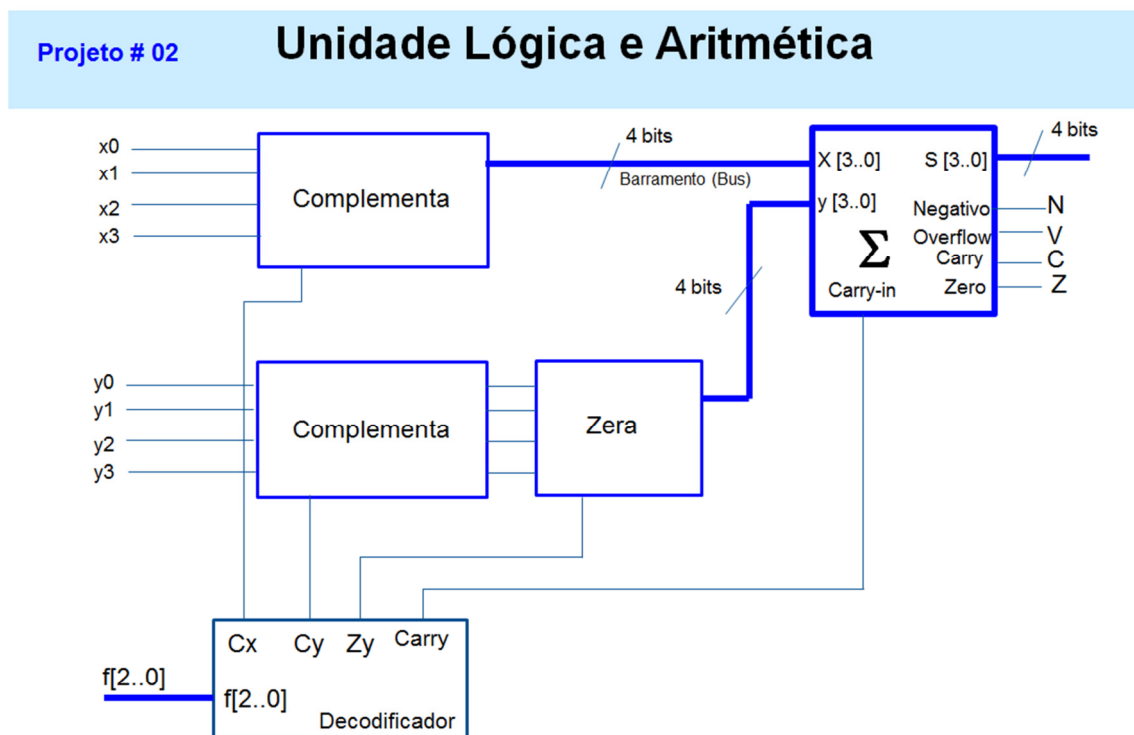 Projeto # 02
Unidade Lógica e Aritmética
x0
x1
x2
x3
Complementa
4 bits
Barramento (Bus)
X [3..0]
S [3..0]
y [3..0]
Negativo
Overflow
Carry
Zero
Σ
Carry-in
4 bits
N
V
C
Z
4 bits
y0
y1
y2
y3
Complementa
Zera
Cx
Cy
Zy
Carry
f[2..0]
f[2..0]
Decodificador